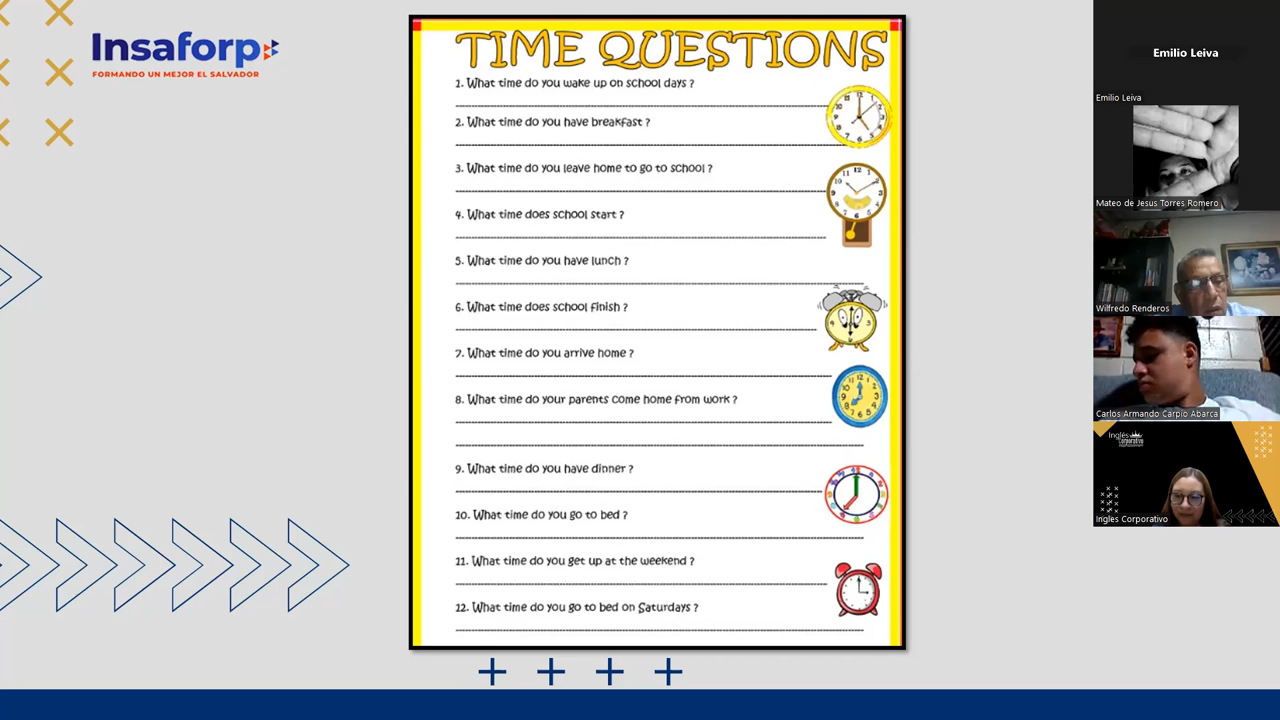 Insaforp
FORMANDO UN MEJOR EL SALVADOR
TIME QUESTIONS
1. What time do you wake up on school days ?
2. What time do you have breakfast ?
3. What time do you leave home to go to school ?
4. What time does school start ?
5. What time do you have lunch ?
6. What time does school finish ?
7. What time do you arrive home ?
8. What time do your parents come home from work ?
9. What time do you have dinner ?
10. What time do you go to bed ?
11. What time do you get up at the weekend ?
12. What time do you go to bed on Saturdays ?
Emilio Leiva
Emilio Leiva
Mateo de Jesus Torres Romero
Wilfredo Renderos
Carlos Armando Carpio Abarca
Inglés
Corporativo
Ingles Corporativo